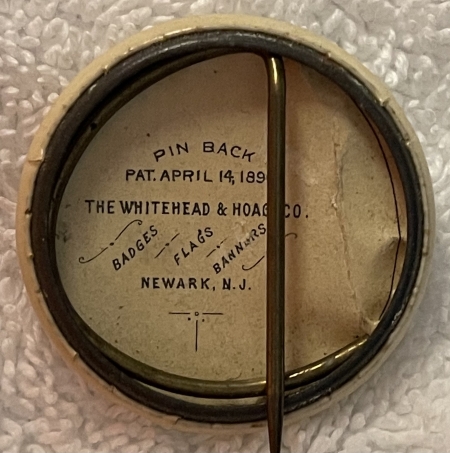 PIN BACK
PAT. APRIL 14, 189
THE WHITEHEAD & HOAG CO.
BADGES FLAGS BANNERS
NEWARK, N.J.